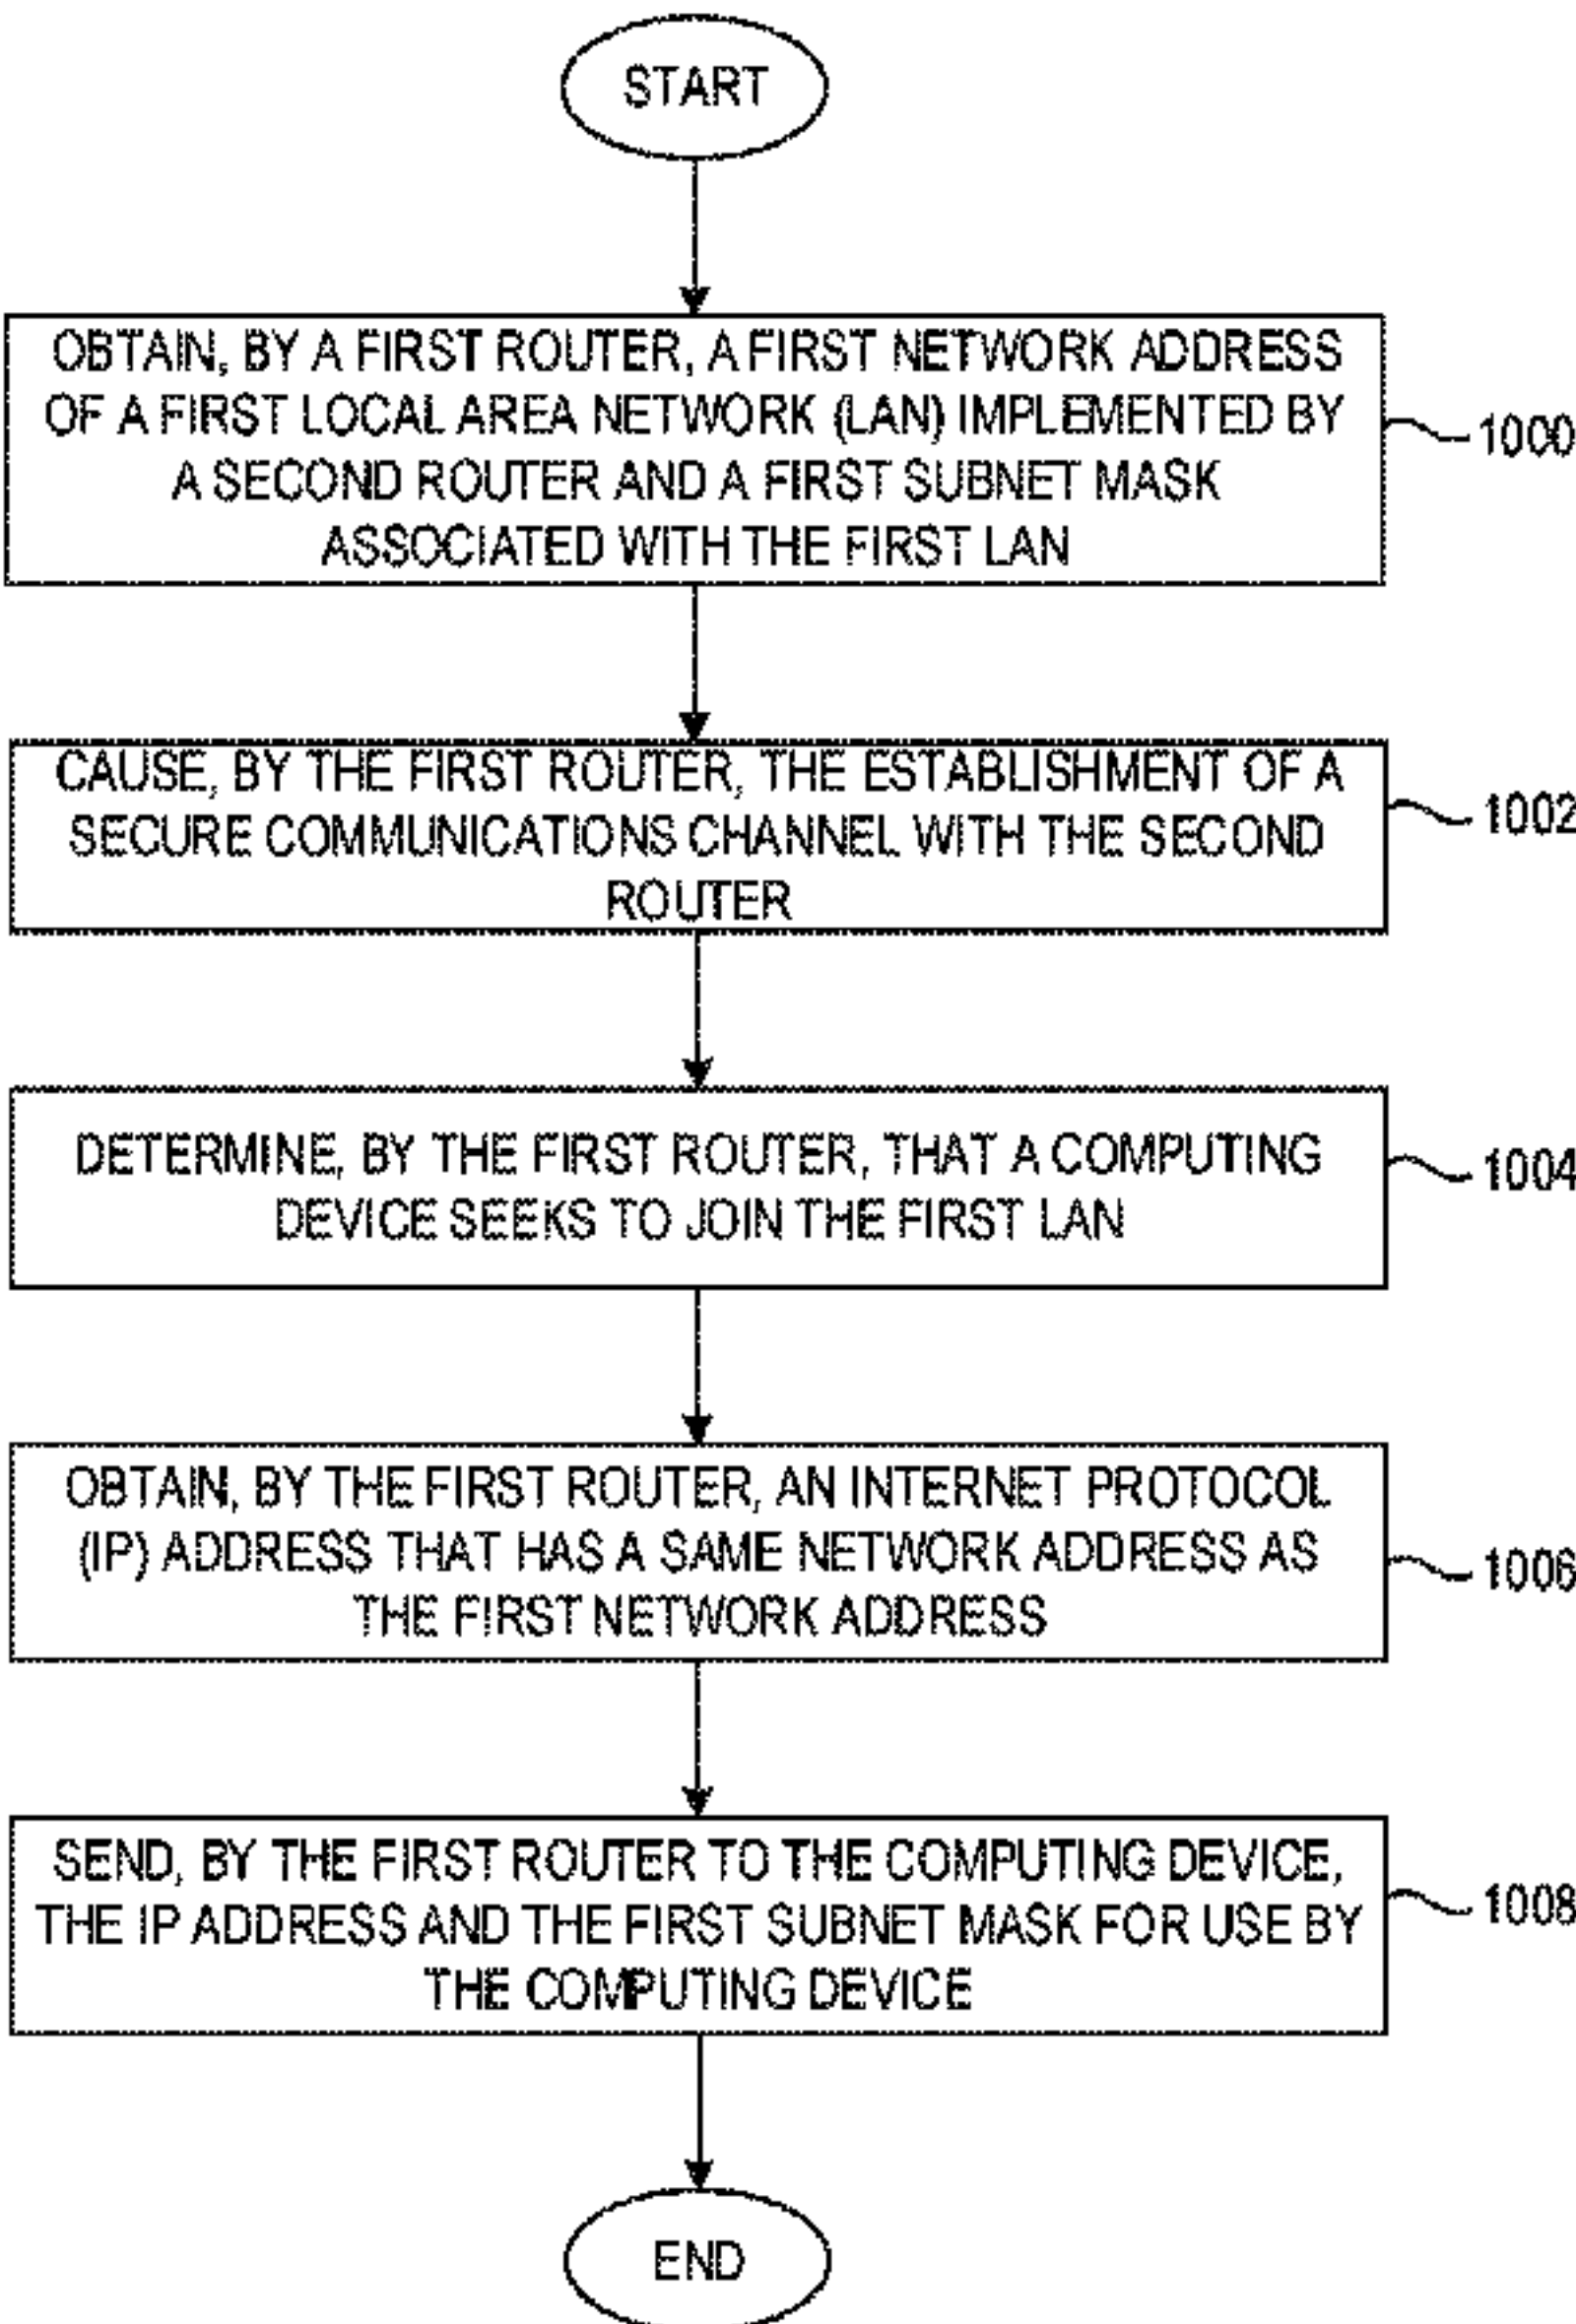 START
OBTAIN, BY A FIRST ROUTER, A FIRST NETWORK ADDRESS
OF A FIRST LOCAL AREA NETWORK (LAN) IMPLEMENTED BY
A SECOND ROUTER AND A FIRST SUBNET MASK
ASSOCIATED WITH THE FIRST LAN
1000
CAUSE, BY THE FIRST ROUTER, THE ESTABLISHMENT OF A
SECURE COMMUNICATIONS CHANNEL WITH THE SECOND
ROUTER
1002
DETERMINE, BY THE FIRST ROUTER, THAT A COMPUTING
DEVICE SEEKS TO JOIN THE FIRST LAN
1004
OBTAIN, BY THE FIRST ROUTER, AN INTERNET PROTOCOL
(IP) ADDRESS THAT HAS A SAME NETWORK ADDRESS AS
THE FIRST NETWORK ADDRESS
1006
SEND, BY THE FIRST ROUTER TO THE COMPUTING DEVICE,
THE IP ADDRESS AND THE FIRST SUBNET MASK FOR USE BY
THE COMPUTING DEVICE
1008
END